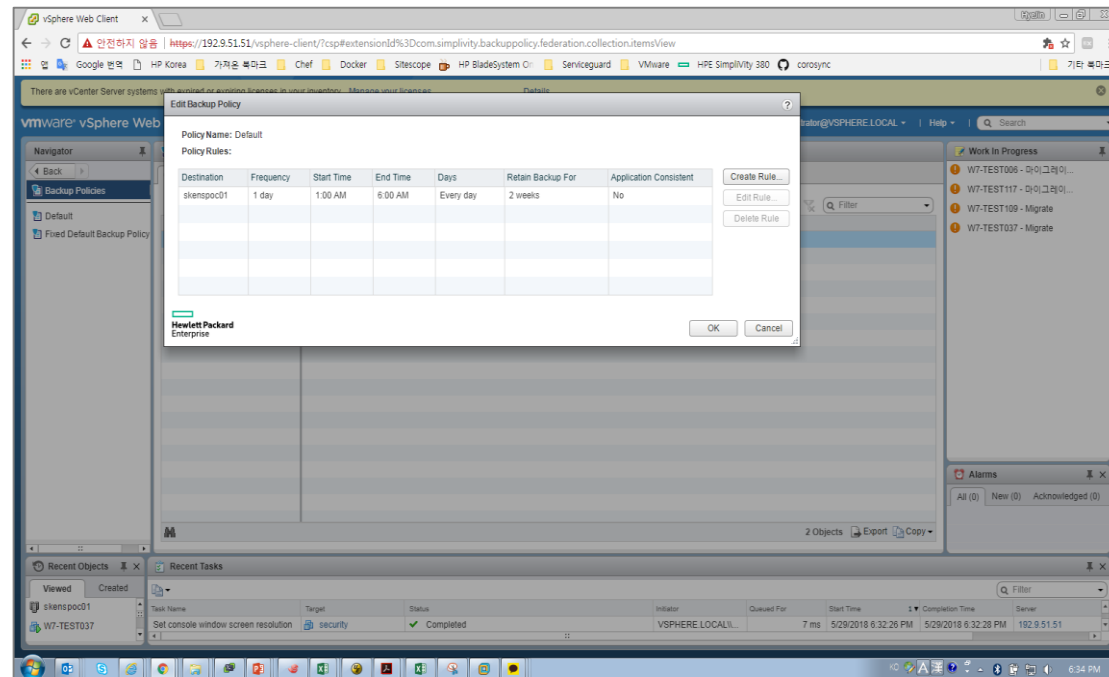 vSphere Web Client
Hyelin
안전하지 않음 | https://192.9.51.51/vsphere-client/?csp#extensionId%3Dcom.simplivity.backuppolicy.federation.collection.itemsView
앱 Google 번역 HP Korea 가져온 북마크 Chef Docker Sitescope HP BladeSystem On Serviceguard VMware HPE SimpliVity 380 corosync 기타 북마크
There are vCenter Server systems with expired or expiring licenses in your inventory. Manage your licenses Details
vmware® vSphere Web
trator@VSPHERE.LOCAL Help Search
Edit Backup Policy ?
Policy Name: Default
Policy Rules:
Destination Frequency Start Time End Time Days Retain Backup For Application Consistent
skenspoc01 1 day 1:00 AM 6:00 AM Every day 2 weeks No
Create Rule...
Edit Rule...
Delete Rule
Hewlett Packard
Enterprise
OK Cancel
Navigator
Back
Backup Policies
Default
Fixed Default Backup Policy
Filter
2 Objects Export Copy
Work In Progress
W7-TEST006 - 마이그레이...
W7-TEST117 - 마이그레이...
W7-TEST109 - Migrate
W7-TEST037 - Migrate
Alarms
All (0) New (0) Acknowledged (0)
Recent Objects
Viewed Created
skenspoc01
W7-TEST037
Recent Tasks
Filter
Task Name Target Status Initiator Queued For Start Time 1 Completion Time Server
Set console window screen resolution security Completed VSPHERE.LOCAL\... 7 ms 5/29/2018 6:32:26 PM 5/29/2018 6:32:28 PM 192.9.51.51
KO A 漢 6:34 PM